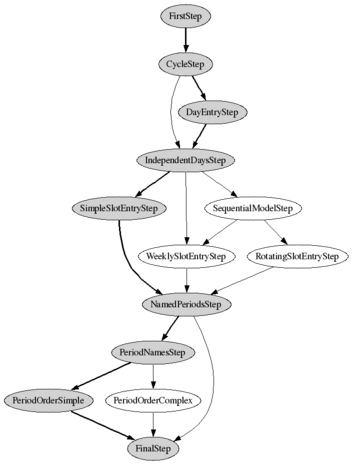 FirstStep
CycleStep
DayEntryStep
IndependentDaysStep
SimpleSlotEntryStep
SequentialModelStep
WeeklySlotEntryStep
RotatingSlotEntryStep
NamedPeriodsStep
PeriodNamesStep
PeriodOrderSimple
PeriodOrderComplex
FinalStep